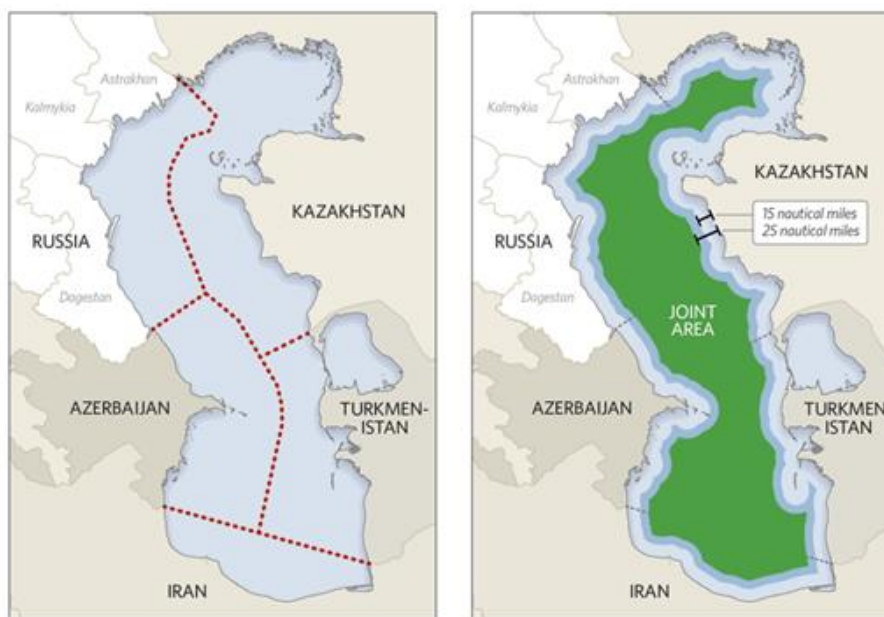 Astrakhan
Kalmykia
KAZAKHSTAN
RUSSIA
Dagestan
AZERBAIJAN
TURKMEN-
ISTAN
IRAN
Astrakhan
Kalmykia
KAZAKHSTAN
15 nautical miles
25 nautical miles
RUSSIA
Dagestan
JOINT
AREA
AZERBAIJAN
TURKMEN
ISTAN
IRAN